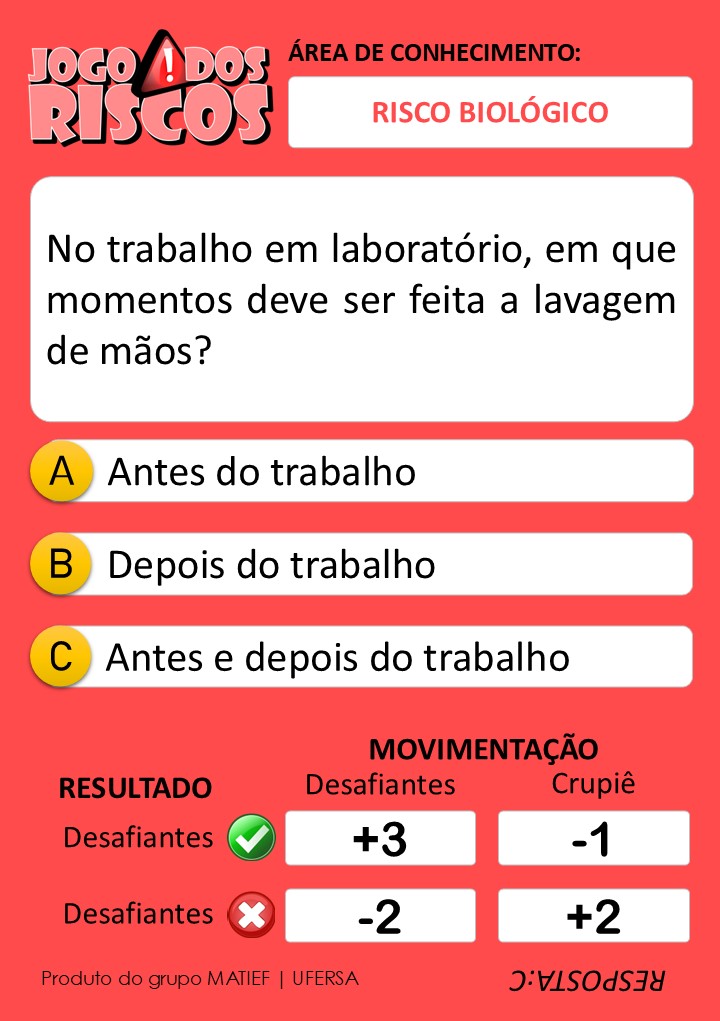 JOGO DOS
RISCOS
ÁREA DE CONHECIMENTO:
RISCO BIOLÓGICO
No trabalho em laboratório, em que
momentos deve ser feita a lavagem
de mãos?
A Antes do trabalho
B Depois do trabalho
C Antes e depois do trabalho
MOVIMENTAÇÃO
RESULTADO Desafiantes Crupiê
Desafiantes +3 -1
Desafiantes -2 +2
Produto do grupo MATIEF | UFERSA
RESPOSTA:C